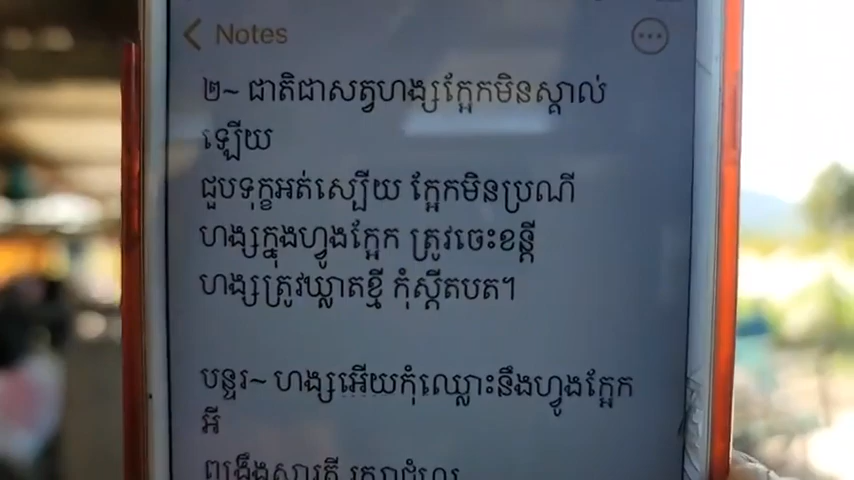 Notes
២~ ជាតិជាសត្វហង្សក្អែកមិនស្គាល់
ឡើយ
ជួបទុក្ខអត់ស្បើយ ក្អែកមិនប្រណី
ហង្សក្នុងហ្វូងក្អែក ត្រូវចេះខន្តី
ហង្សត្រូវឃ្លាតខ្មី កុំស្តីតបត។
បន្ទរ~ ហង្សអើយកុំឈ្លោះនឹងហ្វូងក្អែក
អី